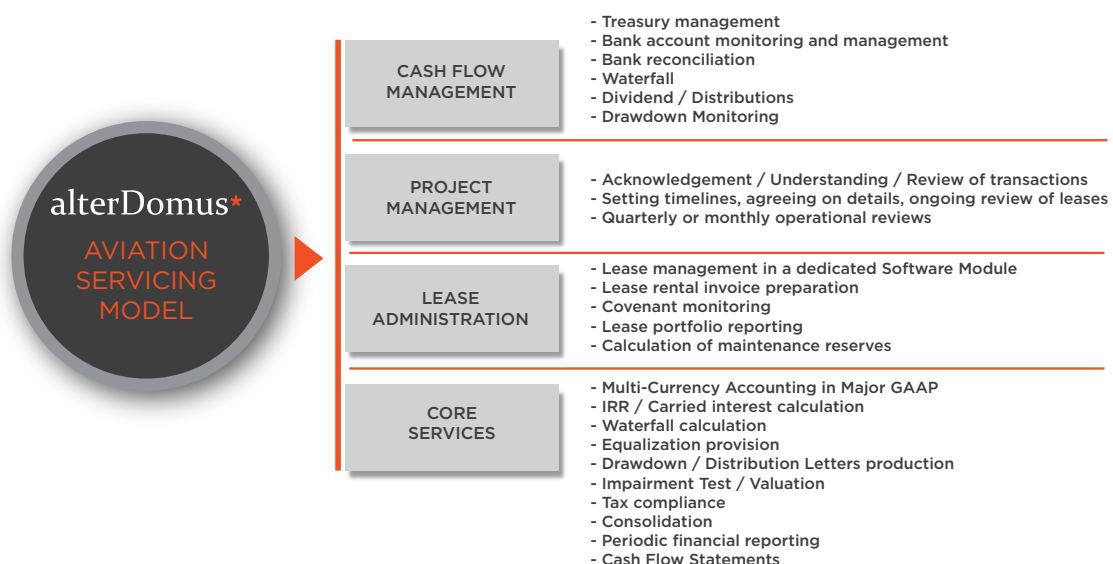 alterDomus*
AVIATION
SERVICING
MODEL
CASH FLOW
MANAGEMENT
- Treasury management
- Bank account monitoring and management
- Bank reconciliation
- Waterfall
- Dividend / Distributions
- Drawdown Monitoring
PROJECT
MANAGEMENT
- Acknowledgement / Understanding / Review of transactions
- Setting timelines, agreeing on details, ongoing review of leases
- Quarterly or monthly operational reviews
LEASE
ADMINISTRATION
- Lease management in a dedicated Software Module
- Lease rental invoice preparation
- Covenant monitoring
- Lease portfolio reporting
- Calculation of maintenance reserves
CORE
SERVICES
- Multi-Currency Accounting in Major GAAP
- IRR / Carried interest calculation
- Waterfall calculation
- Equalization provision
- Drawdown / Distribution Letters production
- Impairment Test / Valuation
- Tax compliance
- Consolidation
- Periodic financial reporting
- Cash Flow Statements